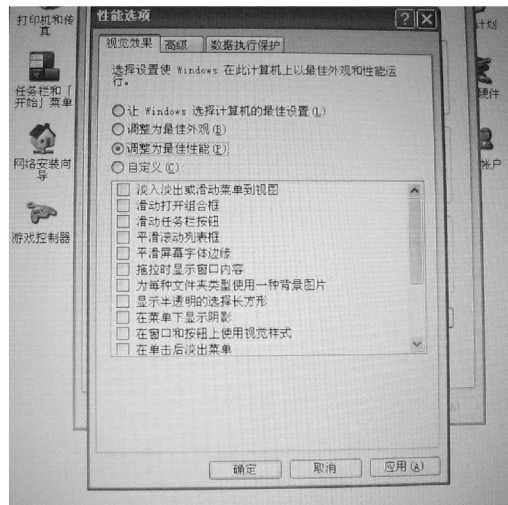 性能选项
打印机和传
真
任务栏和「
开始」菜单
网络安装向
导
游戏控制器
视觉效果
高级
数据执行保护
选择设置使 Windows 在此计算机上以最佳外观和性能运
行。
让 Windows 选择计算机的最佳设置(L)
调整为最佳外观(B)
调整为最佳性能(P)
自定义(C):
淡入淡出或滑动菜单到视图
滑动打开组合框
滑动任务栏按钮
平滑滚动列表框
平滑屏幕字体边缘
拖拉时显示窗口内容
为每种文件夹类型使用一种背景图片
显示半透明的选择长方形
在菜单下显示阴影
在窗口和按钮上使用视觉样式
在单击后淡出菜单
确定
取消
应用(A)
计划
硬件
帐户